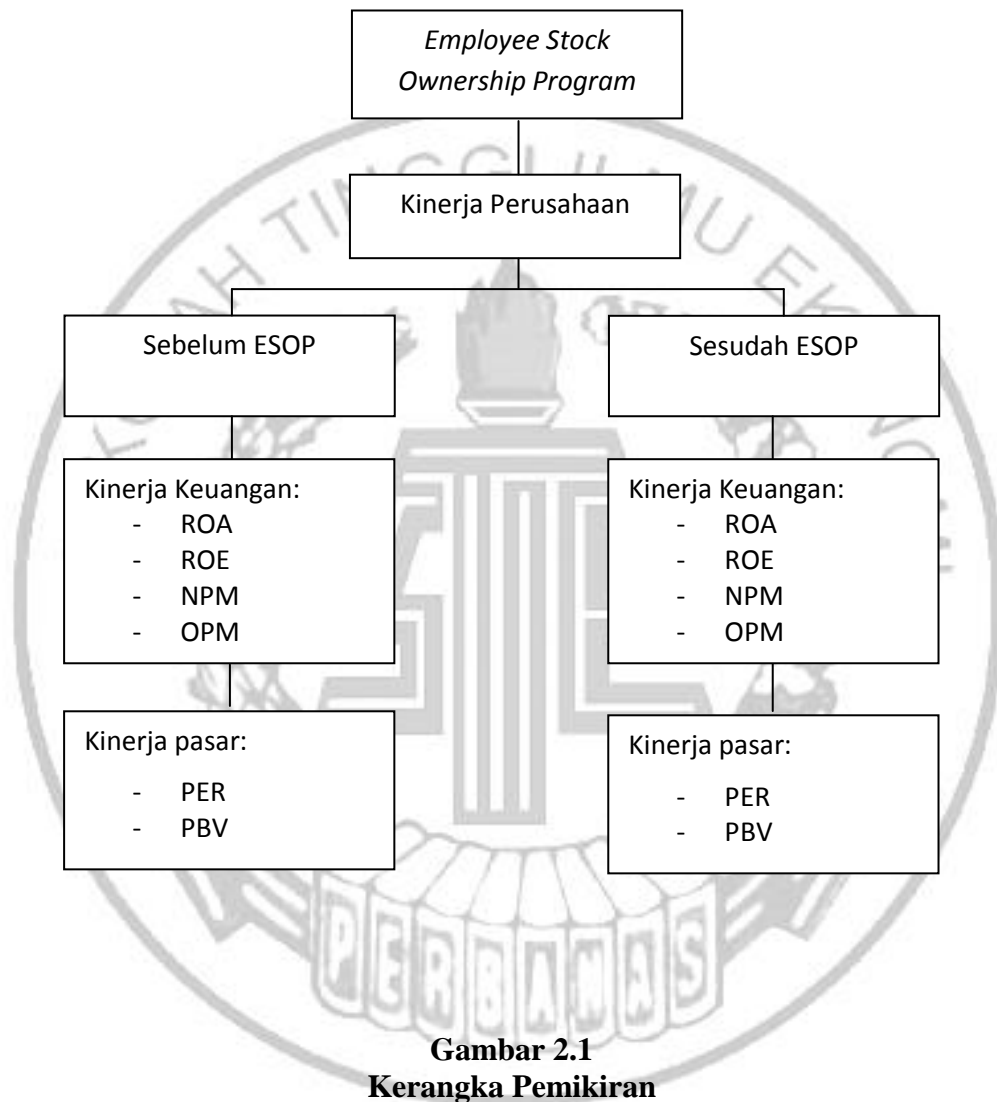 Employee Stock
Ownership Program
Kinerja Perusahaan
Sebelum ESOP
Sesudah ESOP
Kinerja Keuangan:
- ROA
- ROE
- NPM
- OPM
Kinerja Keuangan:
- ROA
- ROE
- NPM
- OPM
Kinerja pasar:
- PER
- PBV
Kinerja pasar:
- PER
- PBV
PERBANAS
Gambar 2.1
Kerangka Pemikiran